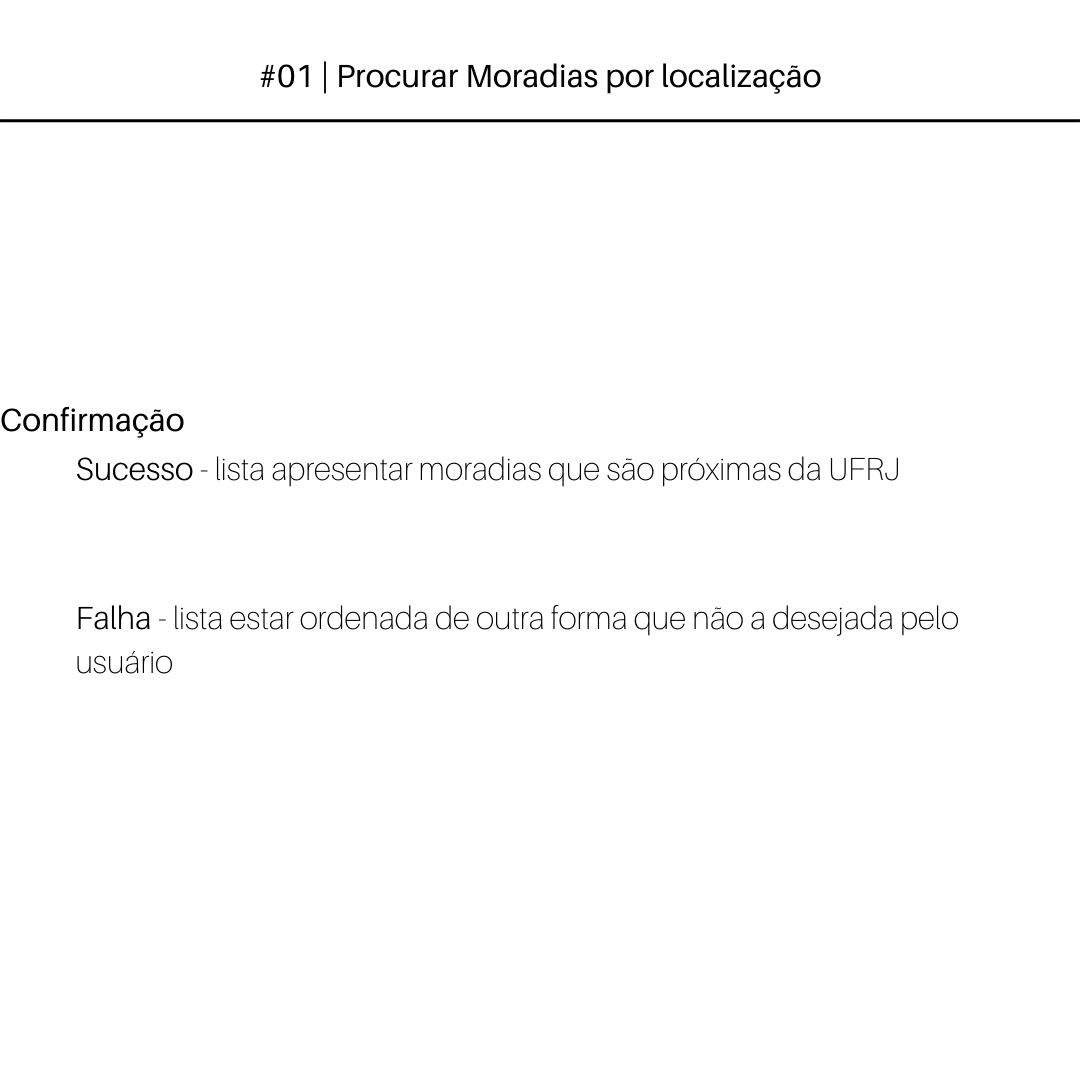 #01 | Procurar Moradias por localização
Confirmação
Sucesso - lista apresentar moradias que são próximas da UFRJ
Falha - lista estar ordenada de outra forma que não a desejada pelo
usuário